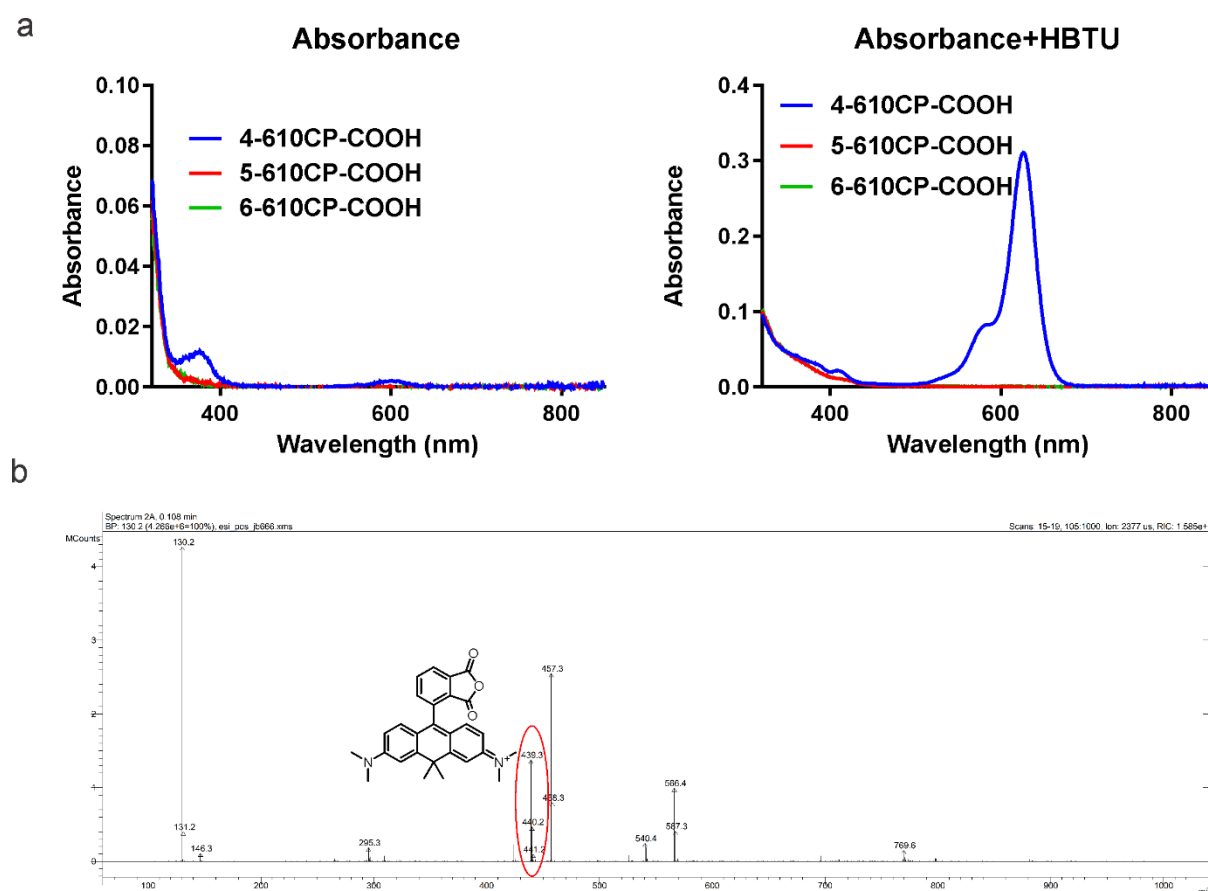 a
Absorbance
0.10
0.08
0.06
0.04
0.02
0.00
Absorbance
4-610CP-COOH
5-610CP-COOH
6-610CP-COOH
400 600 800
Wavelength (nm)
Absorbance+HBTU
0.4
0.3
0.2
0.1
0.0
Absorbance
4-610CP-COOH
5-610CP-COOH
6-610CP-COOH
400 600 800
Wavelength (nm)
b
Spectrum 2A, 0.108 min
BP: 130.2 (4.266e+6=100%), esi_pos_jb666.xms
Scans: 15-19, 105:1000, Ion: 2377 us, RIC: 1.585e+
MCounts
4
3
2
1
0
130.2
131.2
146.3
295.3
439.3
440.2
441.2
457.3
458.3
540.4
566.4
567.3
769.6
O
O
O
N
N+
100 200 300 400 500 600 700 800 900 1000